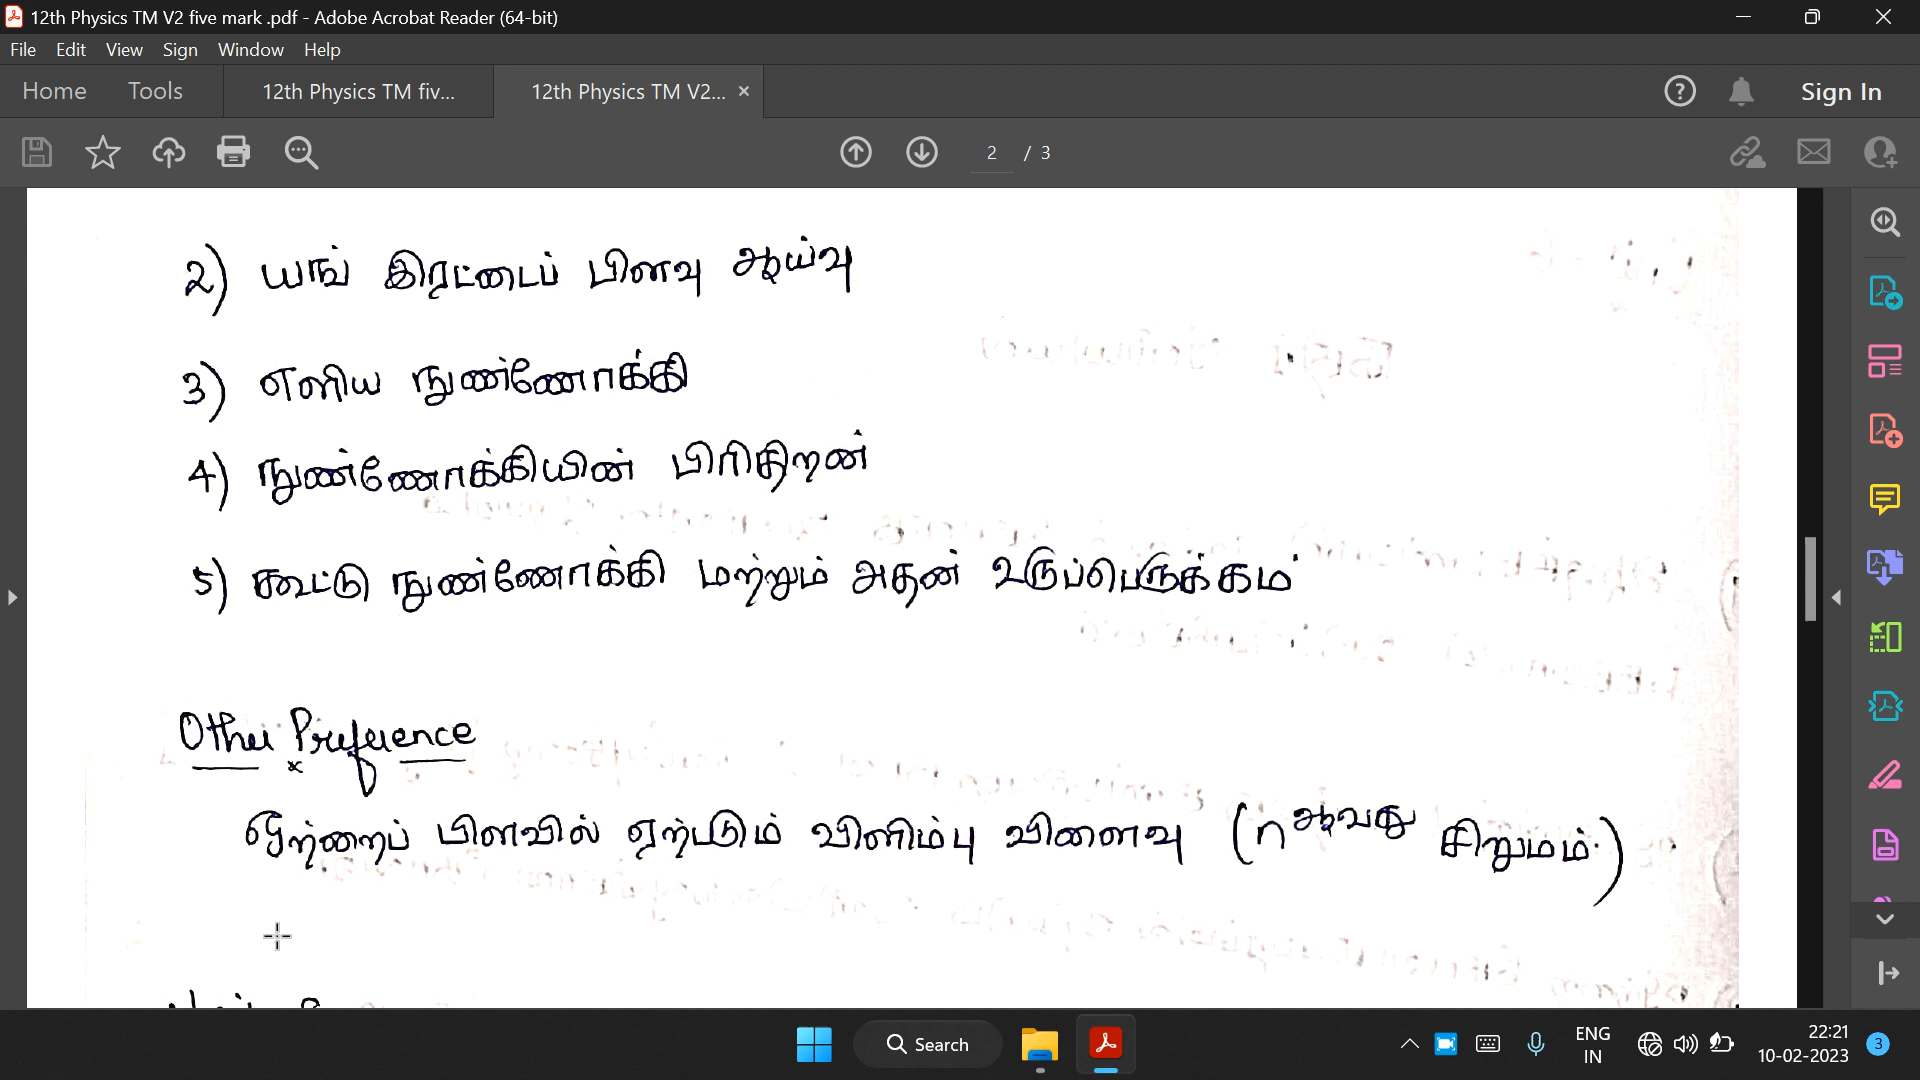 12th Physics TM V2 five mark .pdf - Adobe Acrobat Reader (64-bit)
File Edit View Sign Window Help
Home Tools 12th Physics TM fiv... 12th Physics TM V2... × Sign In
2 / 3
2) யங் இரட்டைப் பிளவு ஆய்வு
3) எளிய நுண்ணோக்கி
4) நுண்ணோக்கியின் பிரிதிறன்
5) கூட்டு நுண்ணோக்கி மற்றும் அதன் உருப்பெருக்கம்
Other Preference
ஒற்றைப் பிளவில் ஏற்படும் விளிம்பு விளைவு (n ஆவது சிறுமம்)
Search
ENG
IN
22:21
10-02-2023
3